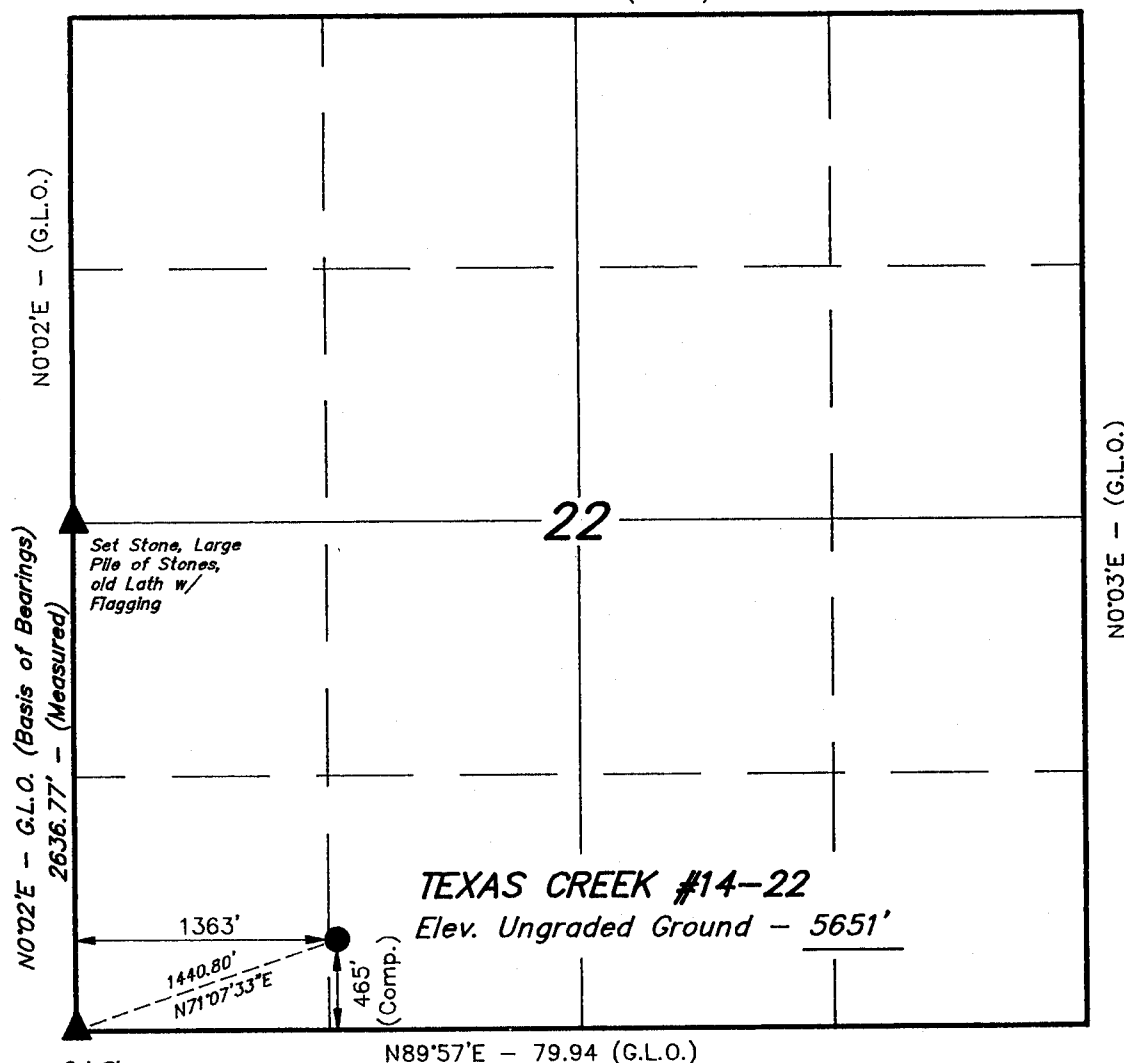 N0°02'E - (G.L.O.)
22
N0°03'E - (G.L.O.)
Set Stone, Large
Pile of Stones,
old Lath w/
Flagging
N0°02'E - G.L.O. (Basis of Bearings)
2636.77' - (Measured)
TEXAS CREEK #14-22
Elev. Ungraded Ground - 5651'
1363'
1440.80'
N71°07'33"E
465'
(Comp.)
N89°57'E - 79.94 (G.L.O.)